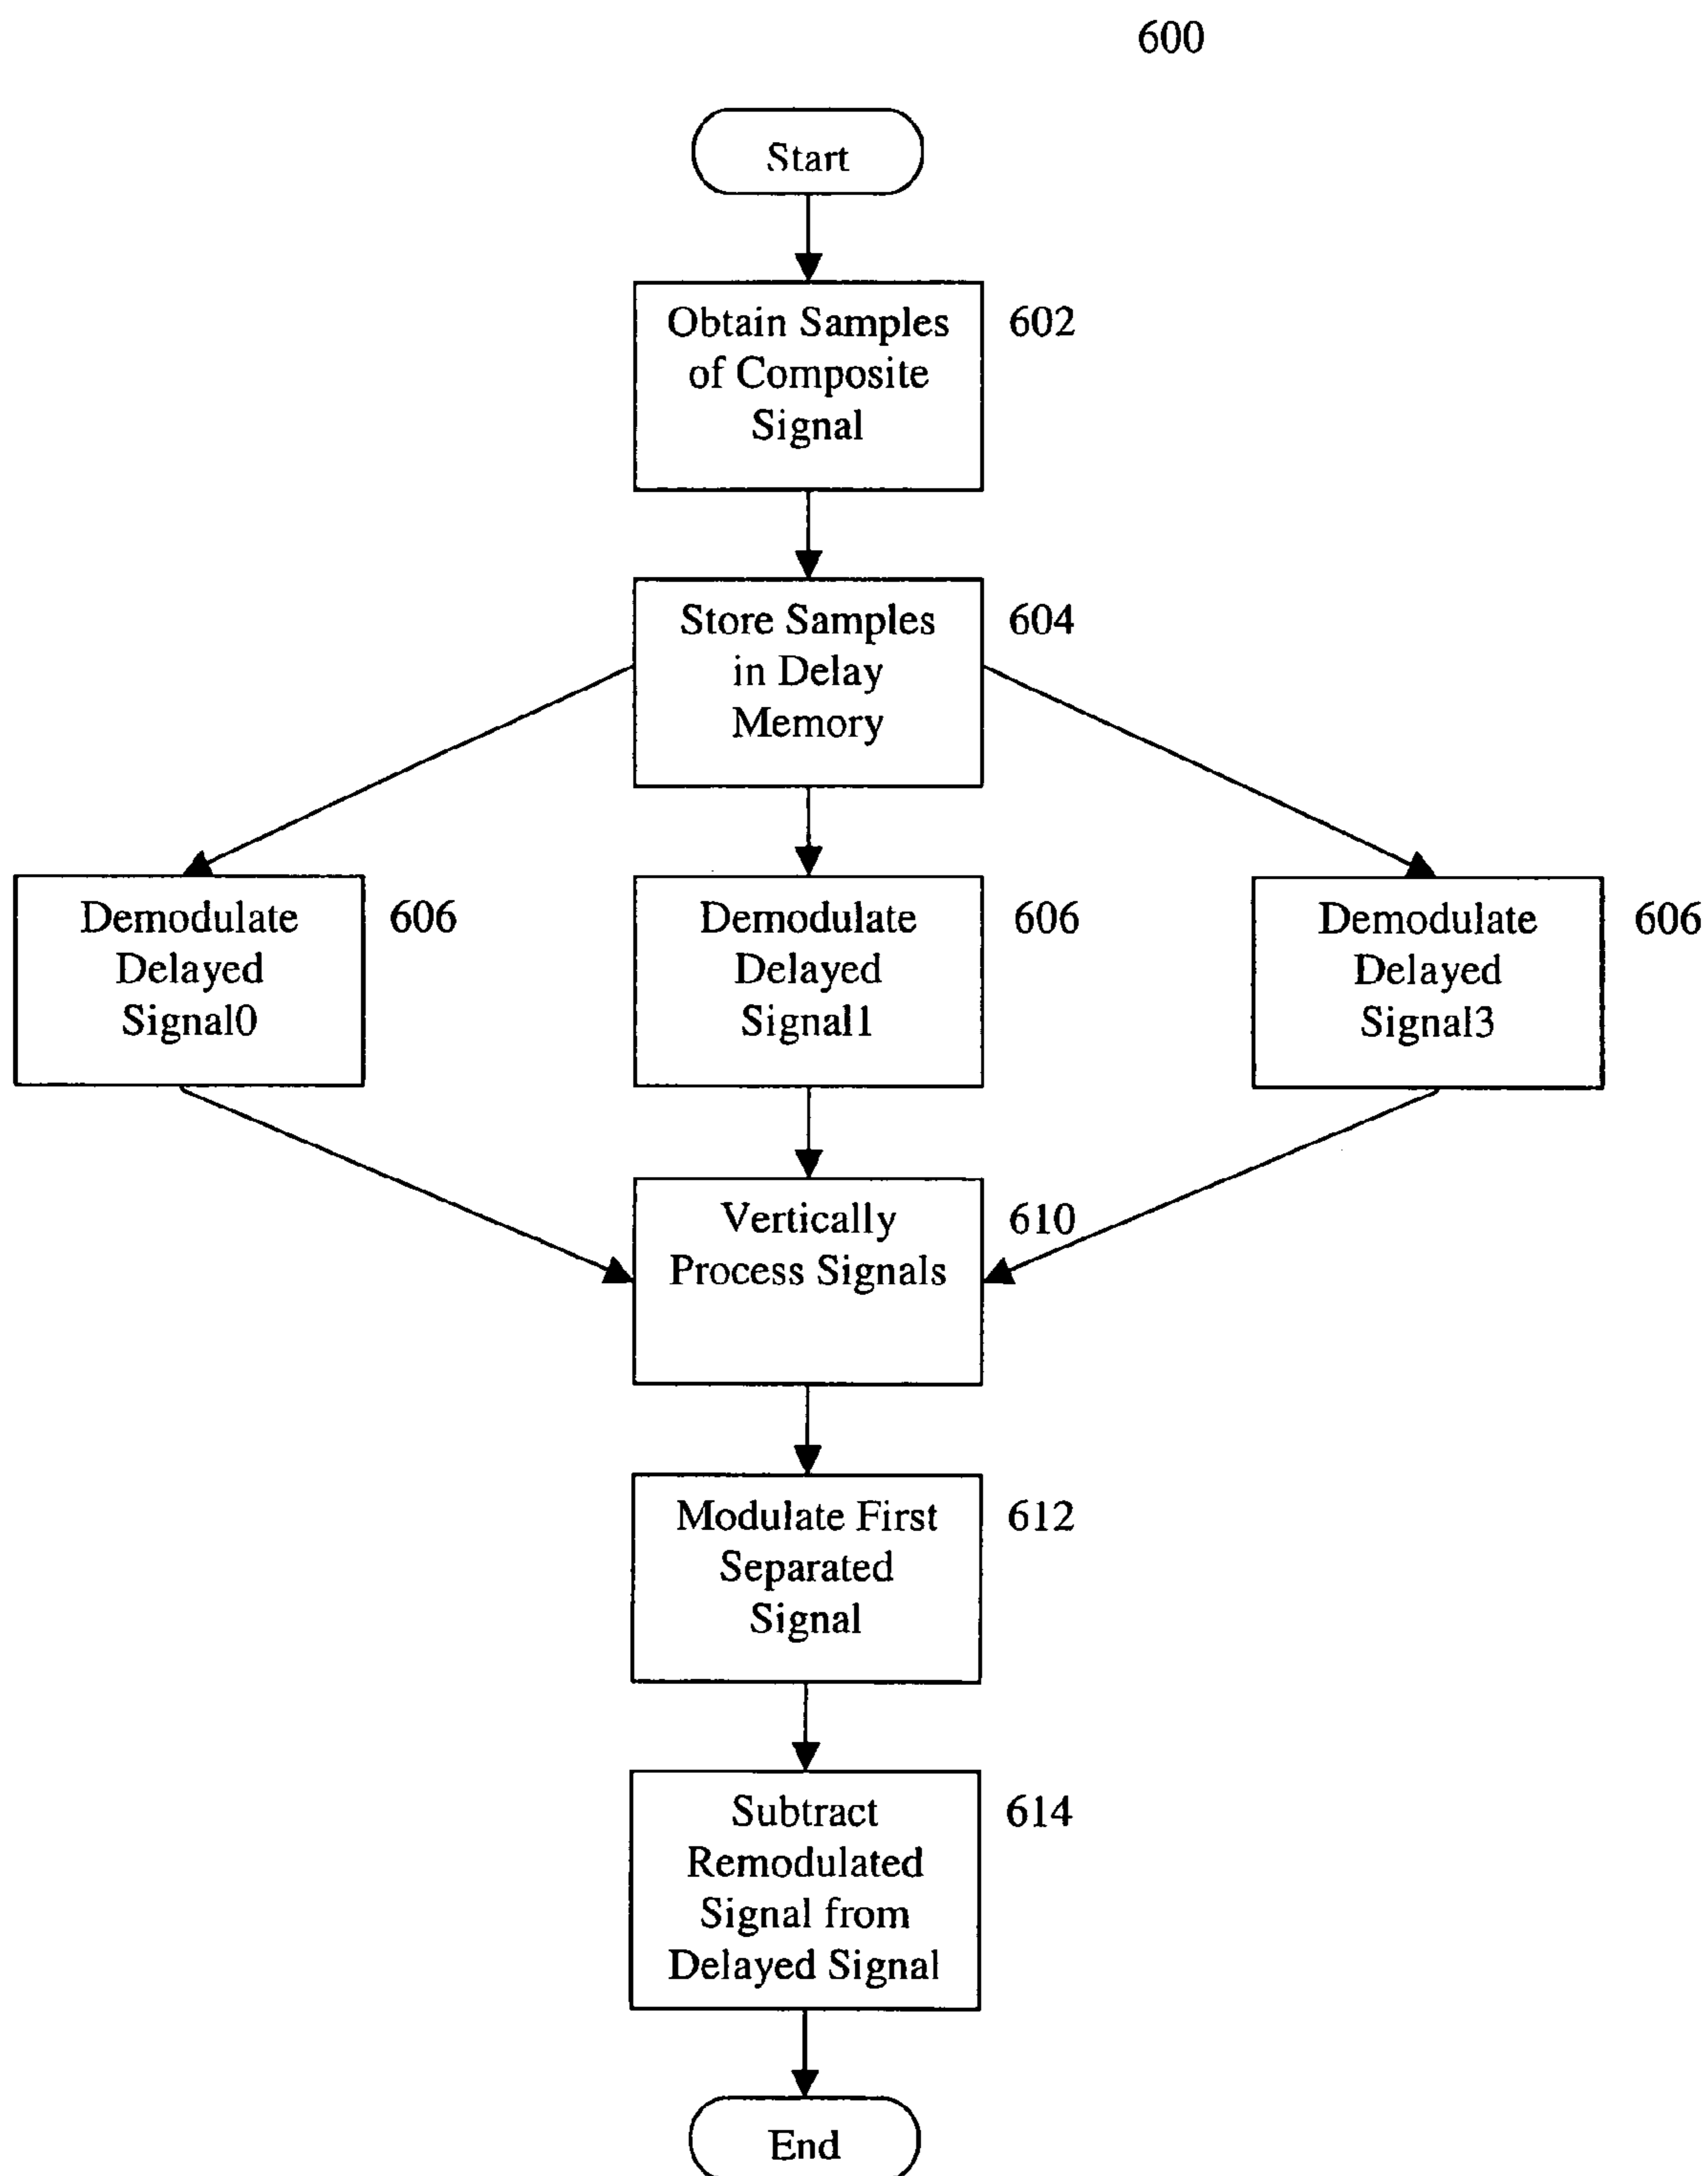 600
Start
Obtain Samples
of Composite
Signal
602
Store Samples
in Delay
Memory
604
Demodulate
Delayed
Signal0
606
Demodulate
Delayed
Signal1
606
Demodulate
Delayed
Signal3
606
Vertically
Process Signals
610
Modulate First
Separated
Signal
612
Subtract
Remodulated
Signal from
Delayed Signal
614
End